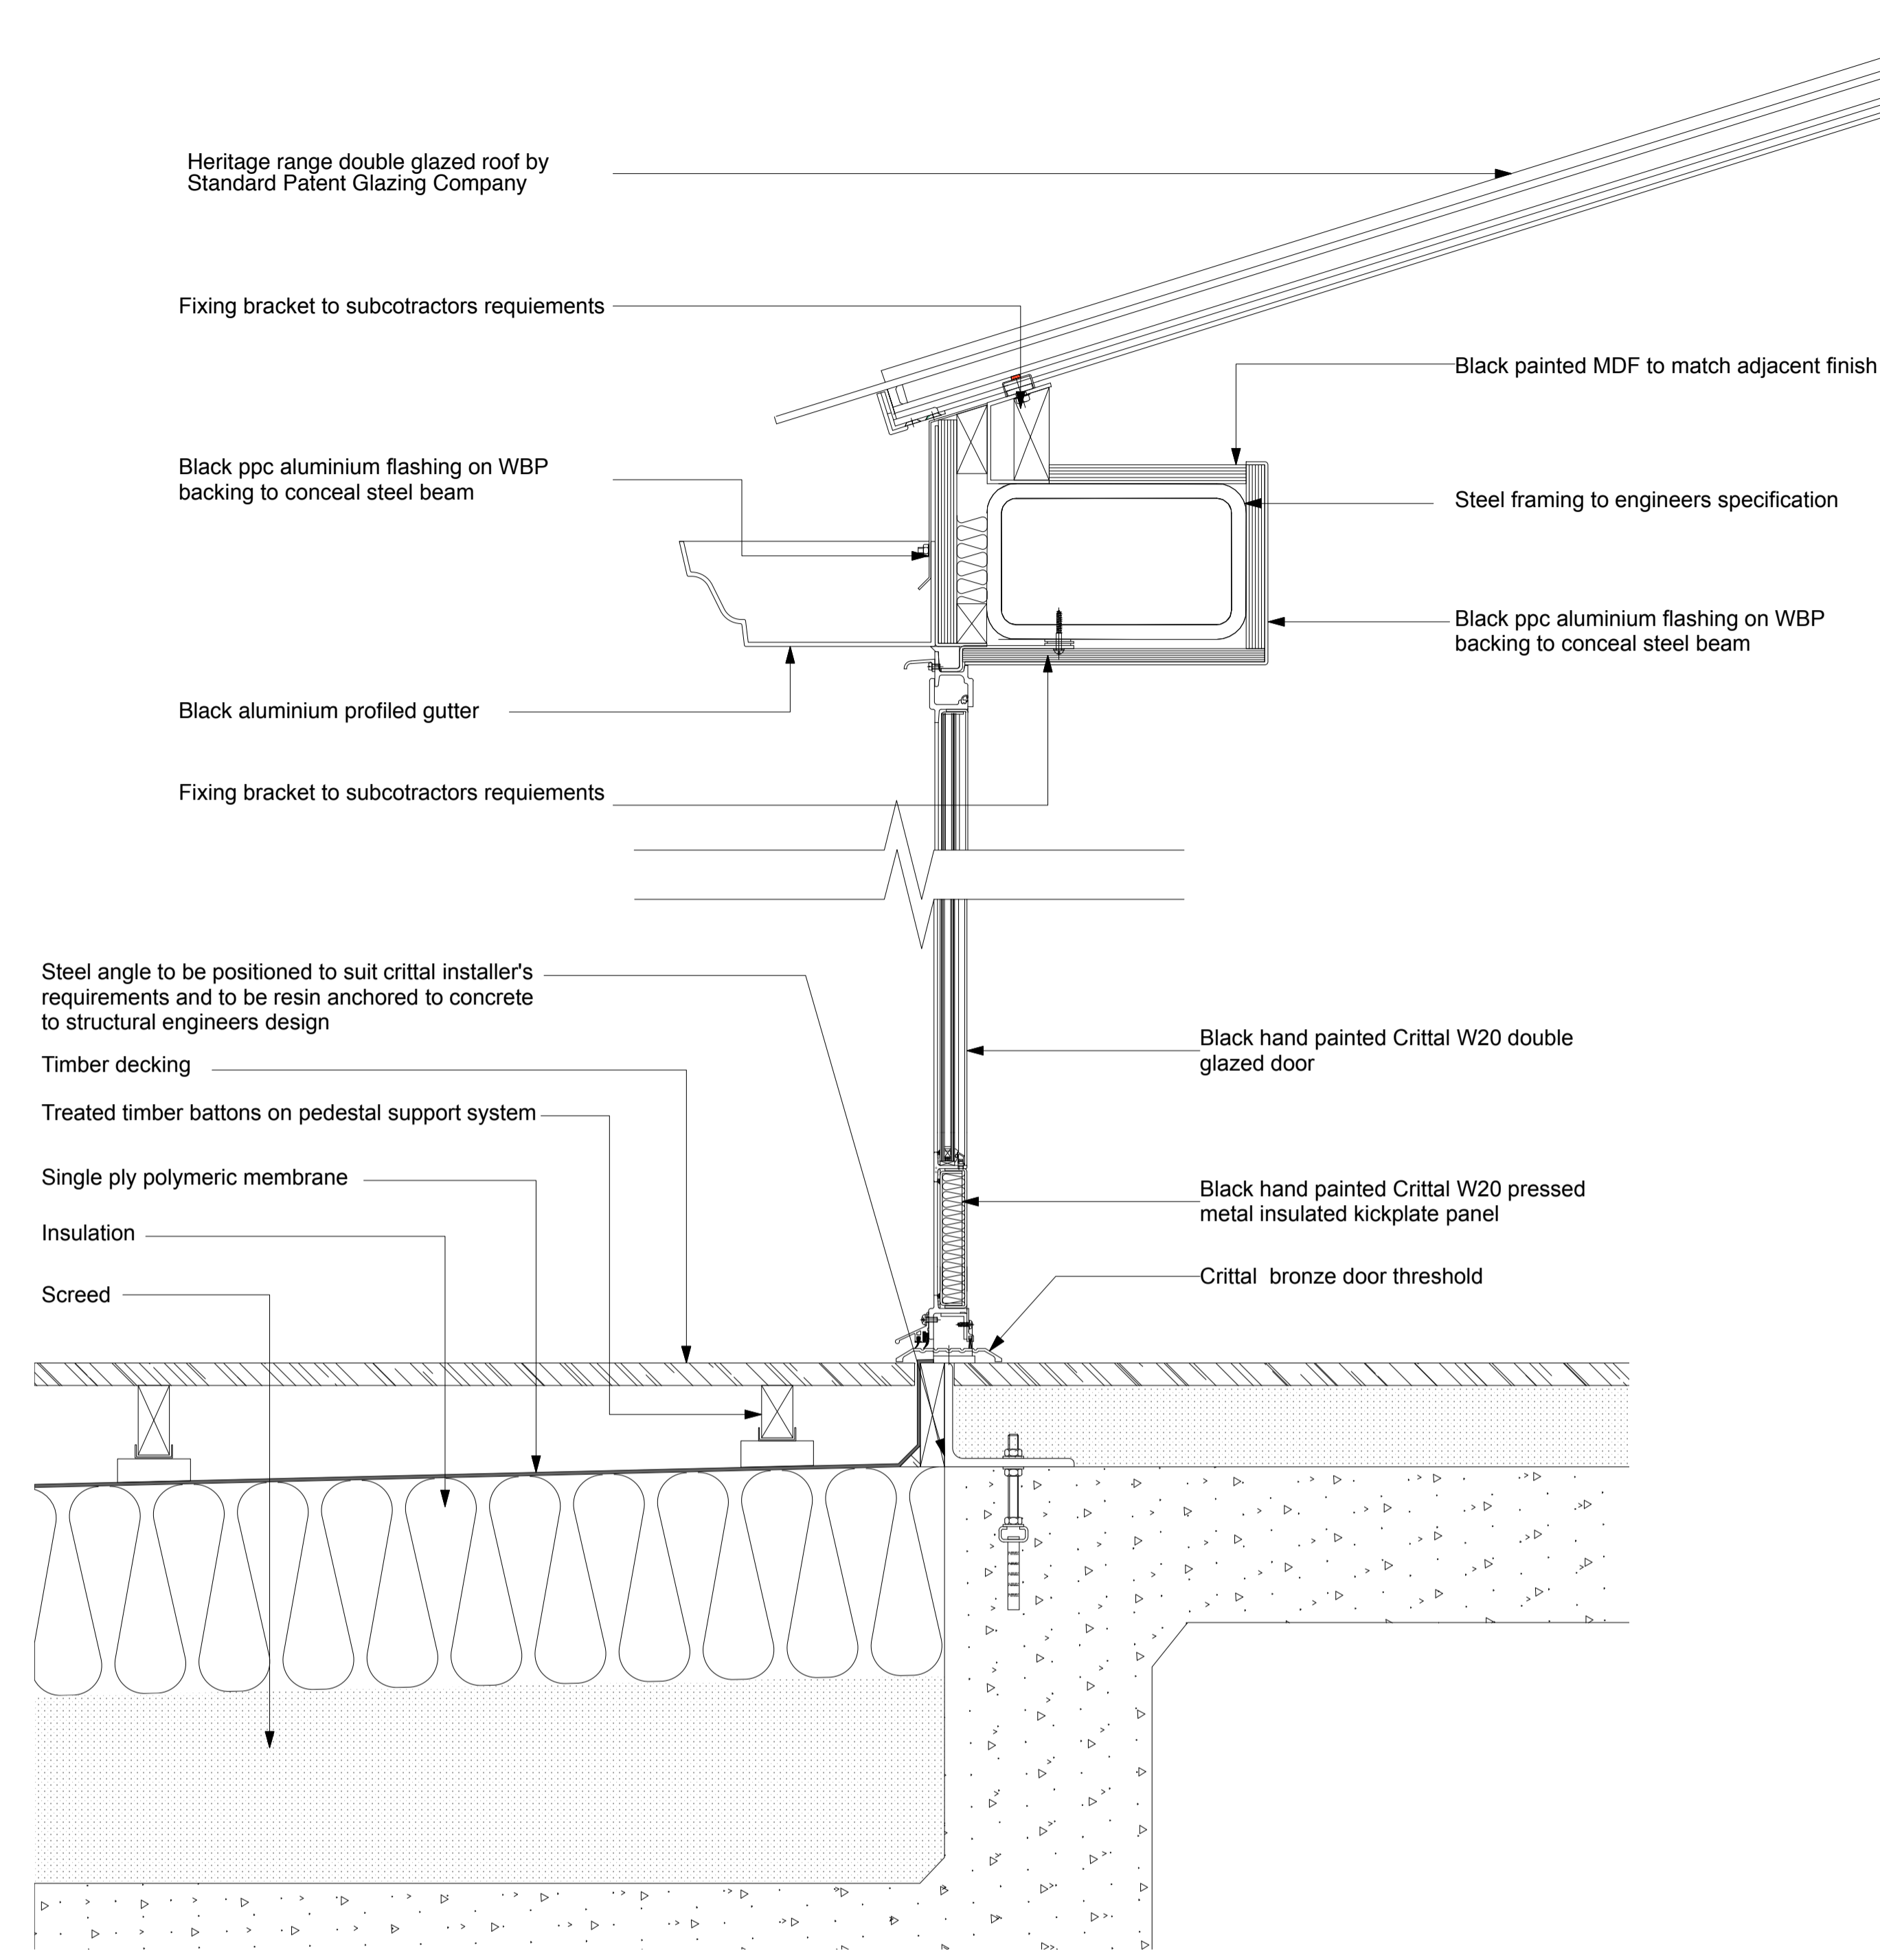 Heritage range double glazed roof by
Standard Patent Glazing Company
Fixing bracket to subcotractors requiements
Black painted MDF to match adjacent finish
Black ppc aluminium flashing on WBP
backing to conceal steel beam
Steel framing to engineers specification
Black ppc aluminium flashing on WBP
backing to conceal steel beam
Black aluminium profiled gutter
Fixing bracket to subcotractors requiements
Steel angle to be positioned to suit crittal installer's
requirements and to be resin anchored to concrete
to structural engineers design
Black hand painted Crittal W20 double
glazed door
Timber decking
Treated timber battons on pedestal support system
Single ply polymeric membrane
Black hand painted Crittal W20 pressed
metal insulated kickplate panel
Insulation
Crittal bronze door threshold
Screed